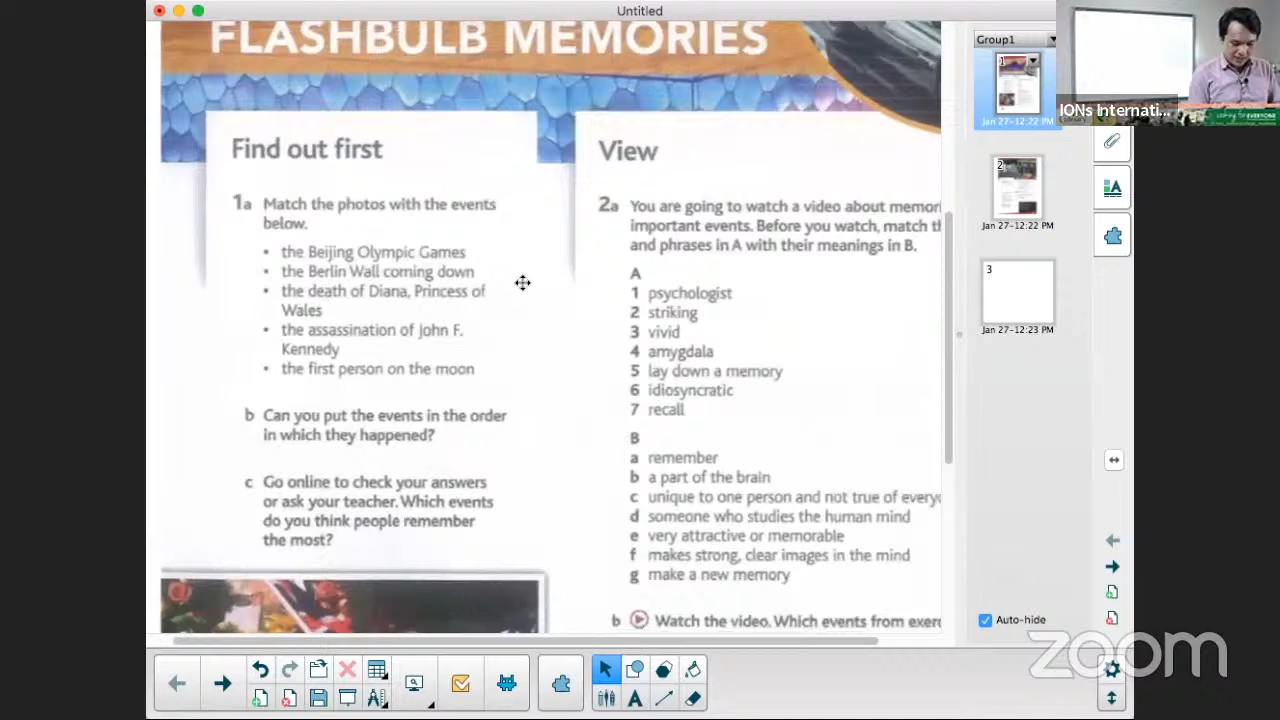 Untitled
FLASHBULB MEMORIES
Find out first
1a Match the photos with the events
below.
• the Beijing Olympic Games
• the Berlin Wall coming down
• the death of Diana, Princess of
Wales
• the assassination of John F.
Kennedy
• the first person on the moon
b Can you put the events in the order
in which they happened?
c Go online to check your answers
or ask your teacher. Which events
do you think people remember
the most?
View
2a You are going to watch a video about memor
important events. Before you watch, match th
and phrases in A with their meanings in B.
A
1 psychologist
2 striking
3 vivid
4 amygdala
5 lay down a memory
6 idiosyncratic
7 recall
B
a remember
b a part of the brain
c unique to one person and not true of every
d someone who studies the human mind
e very attractive or memorable
f makes strong, clear images in the mind
g make a new memory
b Watch the video. Which events from exer
Group1
1
Jan 27-12:22 PM
2
Jan 27-12:22 PM
3
Jan 27-12:23 PM
Auto-hide
IONs Internati...
zoom